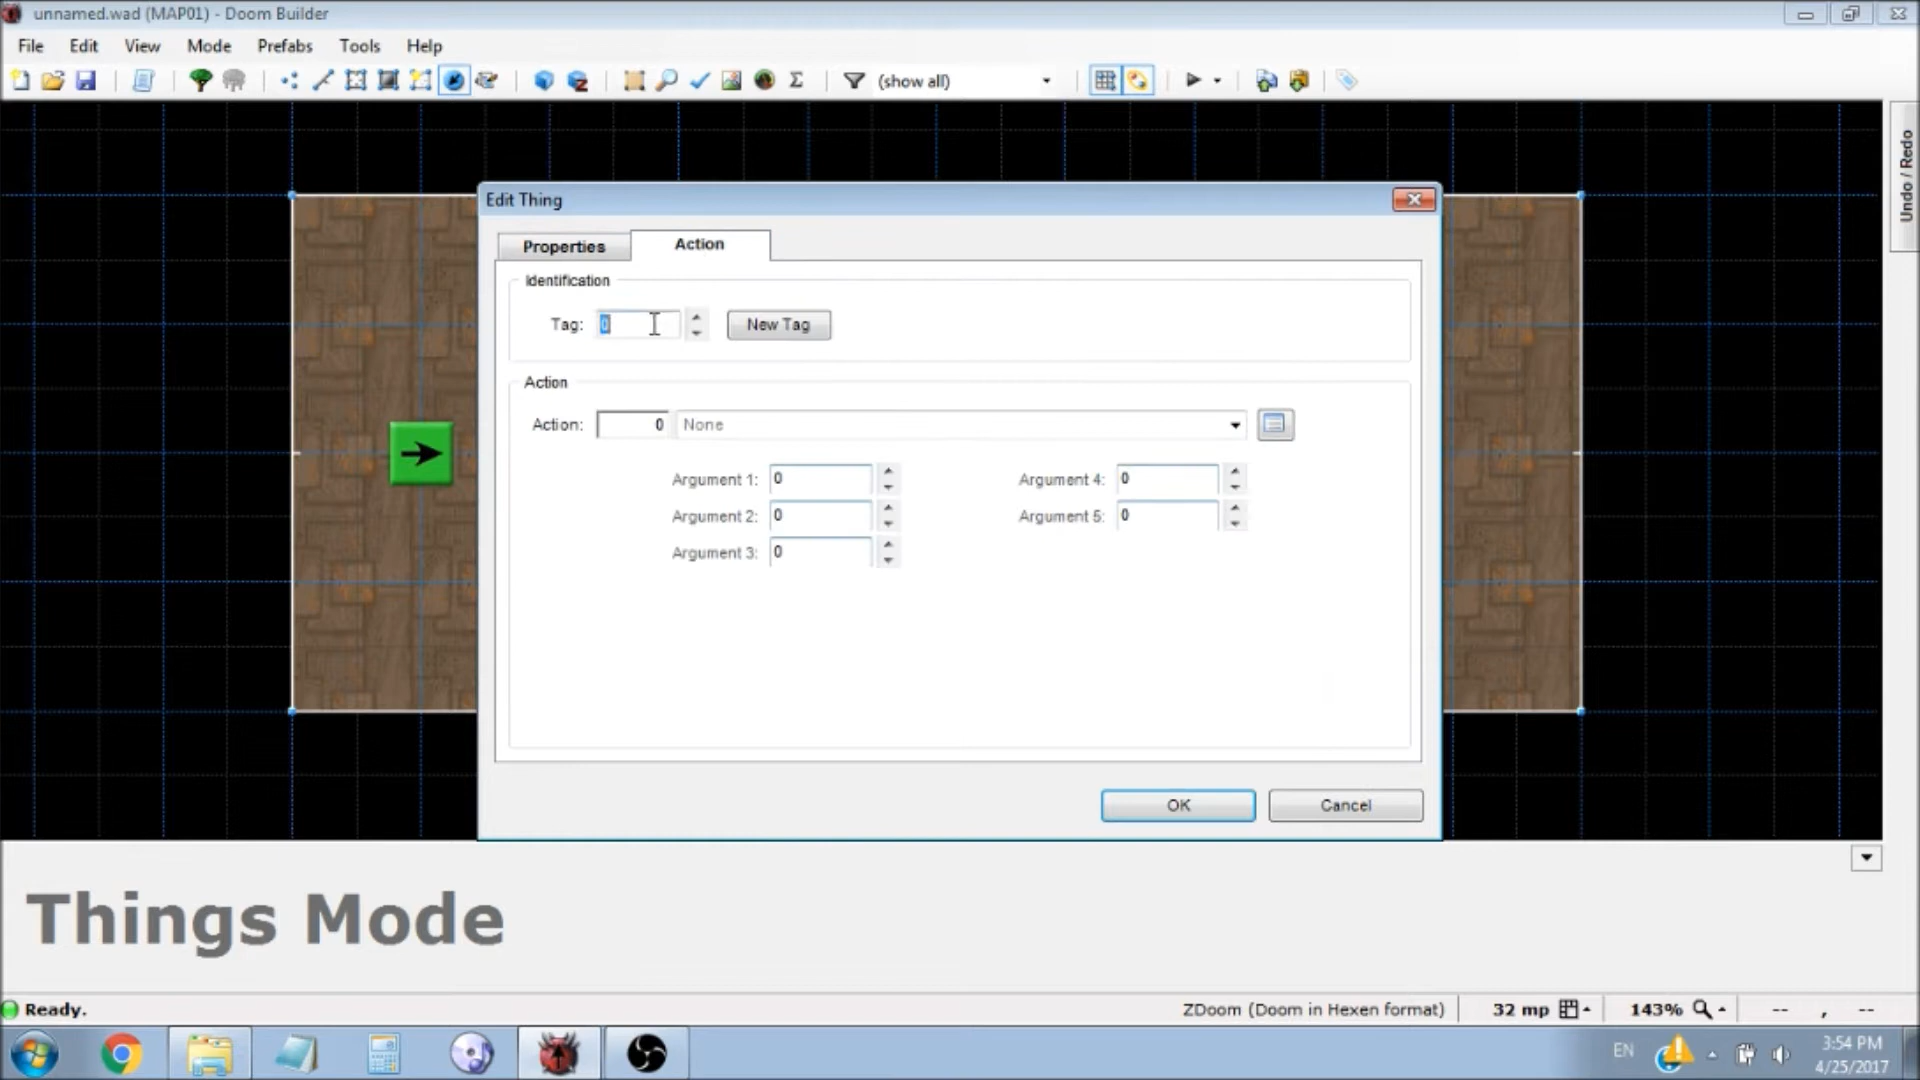 unnamed.wad (MAP01) - Doom Builder
File Edit View Mode Prefabs Tools Help
(show all)
Undo / Redo
Edit Thing
Properties Action
Identification
Tag: 0 New Tag
Action
Action: 0 None
Argument 1: 0 Argument 4: 0
Argument 2: 0 Argument 5: 0
Argument 3: 0
OK Cancel
Things Mode
Ready. ZDoom (Doom in Hexen format) 32 mp 143% -- , --
EN 3:54 PM
4/25/2017